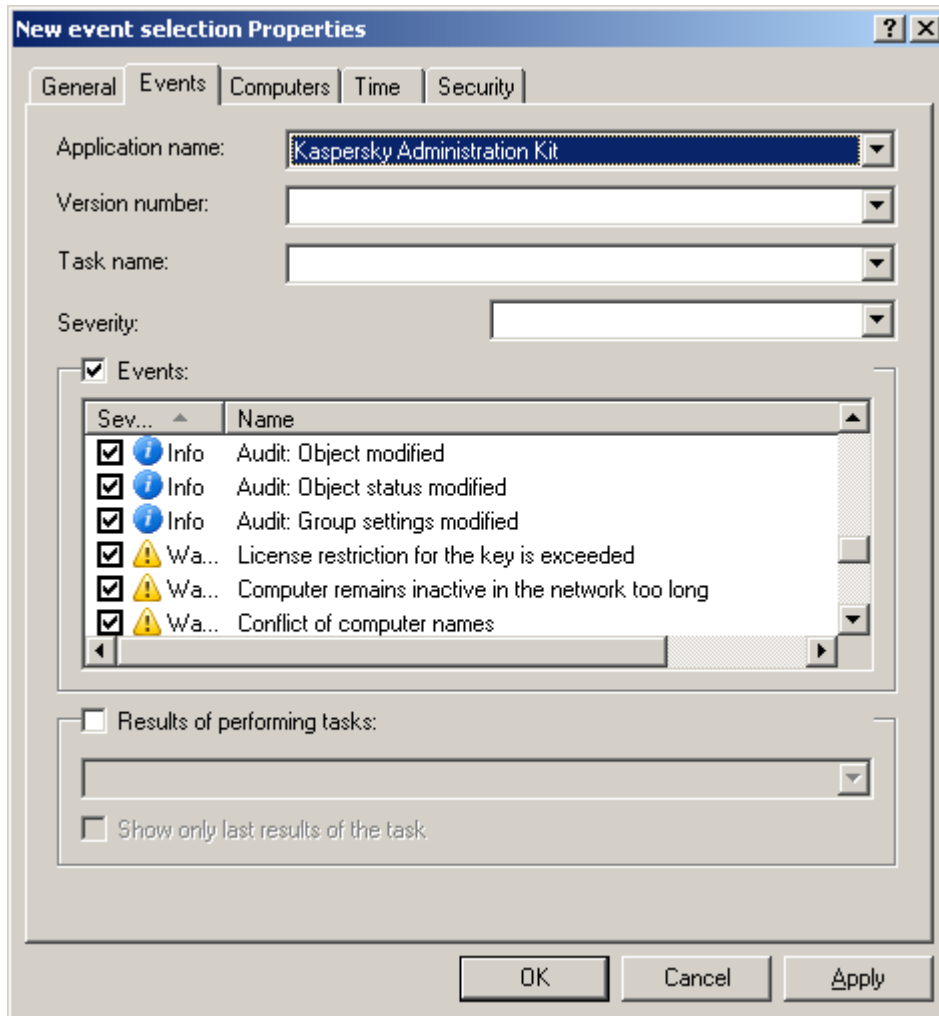 New event selection Properties
General Events Computers Time Security
Application name: Kaspersky Administration Kit
Version number:
Task name:
Severity:
Events:
Sev... Name
Info Audit: Object modified
Info Audit: Object status modified
Info Audit: Group settings modified
Wa... License restriction for the key is exceeded
Wa... Computer remains inactive in the network too long
Wa... Conflict of computer names
Results of performing tasks:
Show only last results of the task
OK Cancel Apply